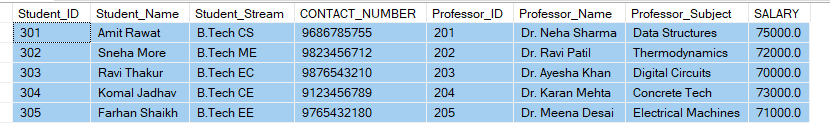 Student_ID Student_Name Student_Stream CONTACT_NUMBER Professor_ID Professor_Name Professor_Subject SALARY
301 Amit Rawat B.Tech CS 9686785755 201 Dr. Neha Sharma Data Structures 75000.0
302 Sneha More B.Tech ME 9823456712 202 Dr. Ravi Patil Thermodynamics 72000.0
303 Ravi Thakur B.Tech EC 9876543210 203 Dr. Ayesha Khan Digital Circuits 70000.0
304 Komal Jadhav B.Tech CE 9123456789 204 Dr. Karan Mehta Concrete Tech 73000.0
305 Farhan Shaikh B.Tech EE 9765432180 205 Dr. Meena Desai Electrical Machines 71000.0